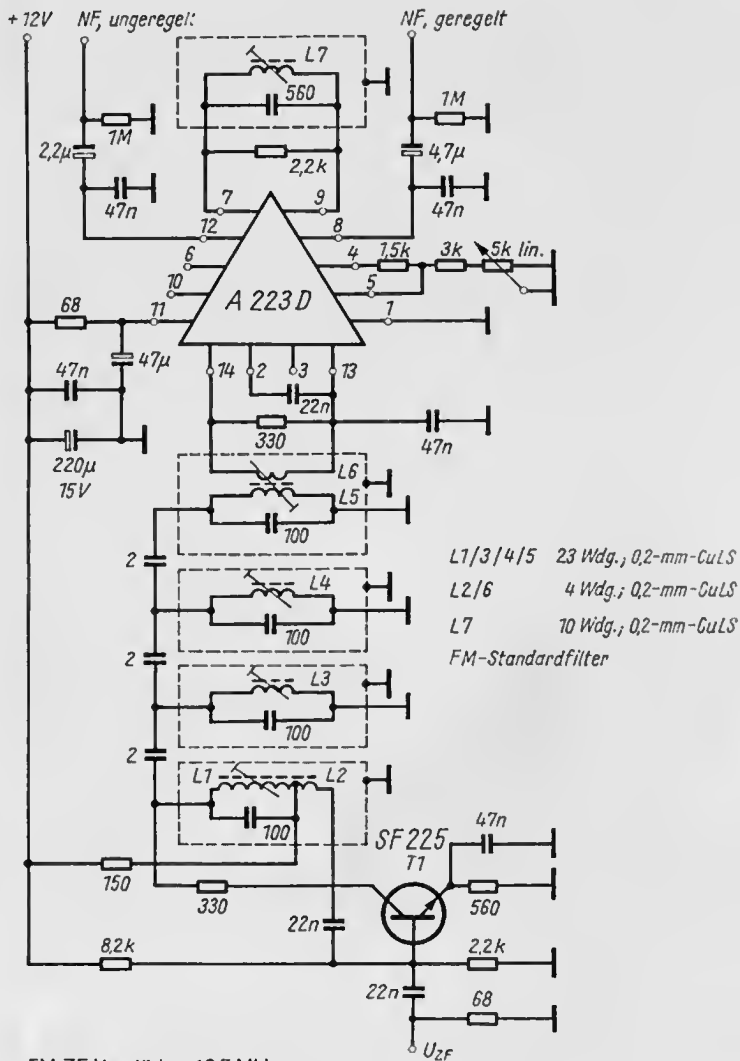 + 12V
NF, ungeregelt
NF, geregelt
L7
560
2,2k
1M
2,2µ
47n
1M
4,7µ
47n
7
9
12
8
6
10
11
4
5
1
1,5k
3k
5k lin.
A 223 D
68
47µ
47n
220µ
15V
14
2
3
13
22n
330
47n
L6
L5
100
2
L4
100
2
L3
100
2
L1
L2
100
L1/3/4/5 23 Wdg.; 0,2-mm-CuLS
L2/6 4 Wdg.; 0,2-mm-CuLS
L7 10 Wdg.; 0,2-mm-CuLS
FM-Standardfilter
SF 225
T1
47n
150
330
560
22n
8,2k
2,2k
22n
68
UZF